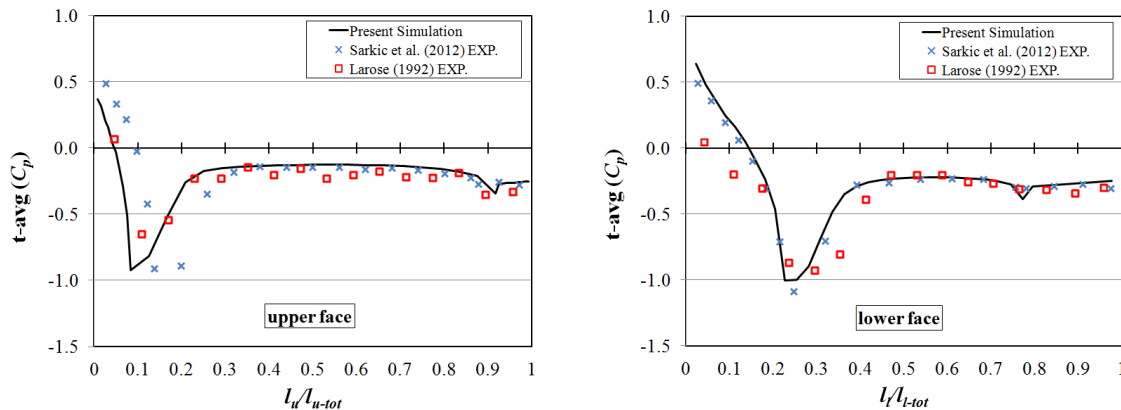 1.0
Present Simulation
Sarkic et al. (2012) EXP.
Larose (1992) EXP.
0.5
0.0
-0.5
-1.0
-1.5
t-avg (Cp)
upper face
0 0.1 0.2 0.3 0.4 0.5 0.6 0.7 0.8 0.9 1
lu/lu-tot
1.0
Present Simulation
Sarkic et al. (2012) EXP.
Larose (1992) EXP.
0.5
0.0
-0.5
-1.0
-1.5
t-avg (Cp)
lower face
0 0.1 0.2 0.3 0.4 0.5 0.6 0.7 0.8 0.9 1
ll/ll-tot